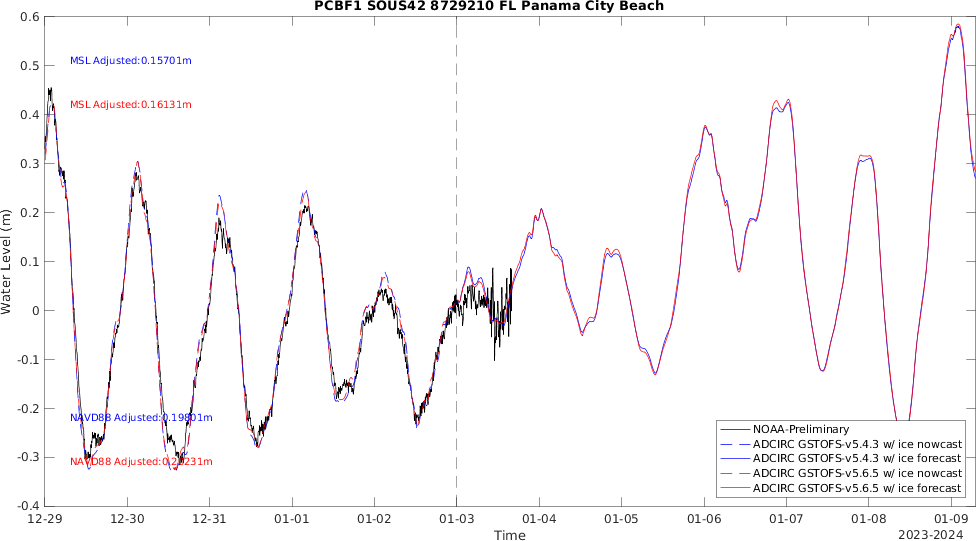 PCBF1 SOUS42 8729210 FL Panama City Beach
0.6
0.5
0.4
0.3
0.2
0.1
0
-0.1
-0.2
-0.3
-0.4
Water Level (m)
MSL Adjusted:0.15701m
MSL Adjusted:0.16131m
NAVD88 Adjusted:0.19801m
NAVD88 Adjusted:0.20231m
NOAA-Preliminary
ADCIRC GSTOFS-v5.4.3 w/ ice nowcast
ADCIRC GSTOFS-v5.4.3 w/ ice forecast
ADCIRC GSTOFS-v5.6.5 w/ ice nowcast
ADCIRC GSTOFS-v5.6.5 w/ ice forecast
12-29 12-30 12-31 01-01 01-02 01-03 01-04 01-05 01-06 01-07 01-08 01-09
Time
2023-2024